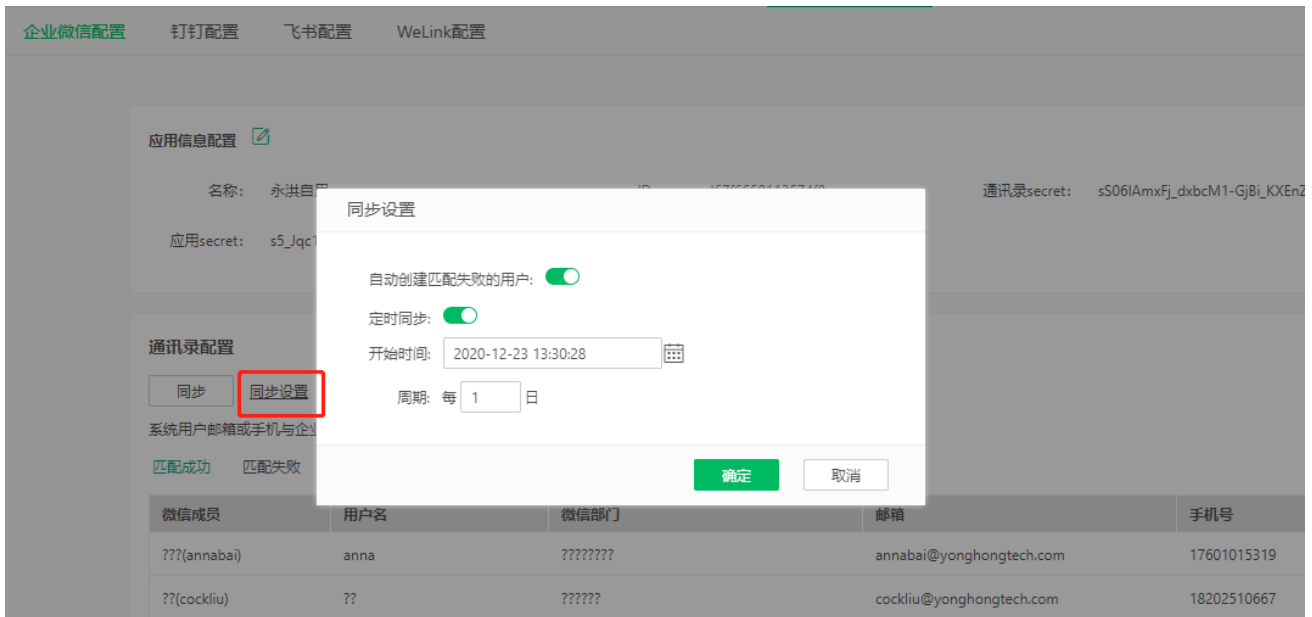 企业微信配置 钉钉配置 飞书配置 WeLink配置
应用信息配置
名称: 永洪自用
通讯录secret: sS06IAmxFj_dxbcM1-GjBi_KXEnZ
应用secret: s5_Jqc
同步设置
自动创建匹配失败的用户:
定时同步:
开始时间: 2020-12-23 13:30:28
周期: 每 1 日
确定 取消
通讯录配置
同步 同步设置
系统用户邮箱或手机与企业
匹配成功 匹配失败
微信成员 用户名 微信部门 邮箱 手机号
???(annabai) anna ???????? annabai@yonghongtech.com 17601015319
??(cockliu) ?? ?????? cockliu@yonghongtech.com 18202510667